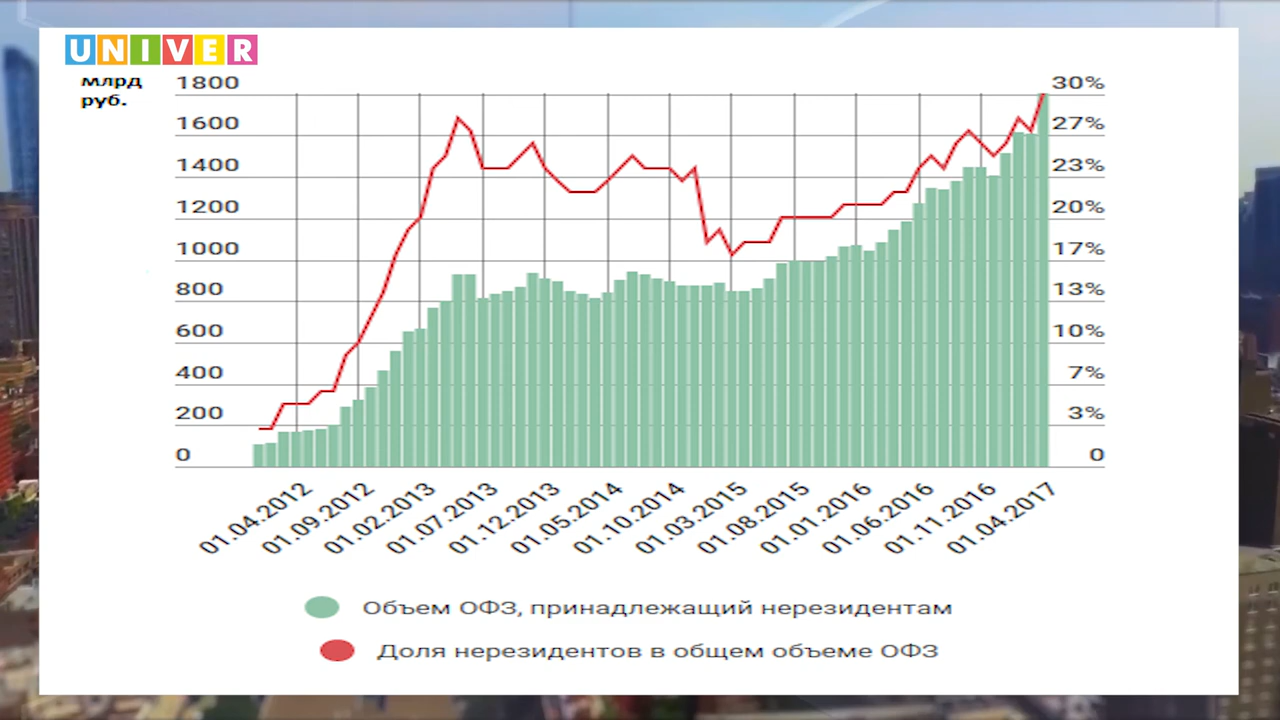 UNIVER
млрд
руб.
1800 30%
1600 27%
1400 23%
1200 20%
1000 17%
800 13%
600 10%
400 7%
200 3%
0 0
01.04.2012 01.09.2012 01.02.2013 01.07.2013 01.12.2013 01.05.2014 01.10.2014 01.03.2015 01.08.2015 01.01.2016 01.06.2016 01.11.2016 01.04.2017
Объем ОФЗ, принадлежащий нерезидентам
Доля нерезидентов в общем объеме ОФЗ